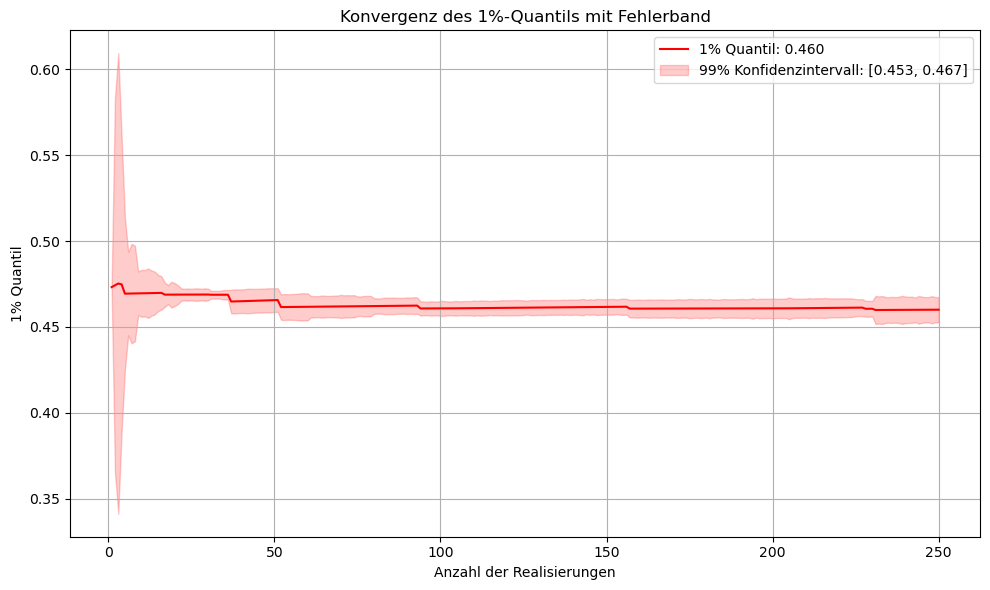 Konvergenz des 1%-Quantils mit Fehlerband
1% Quantil: 0.460
99% Konfidenzintervall: [0.453, 0.467]
1% Quantil
0.60
0.55
0.50
0.45
0.40
0.35
0
50
100
150
200
250
Anzahl der Realisierungen